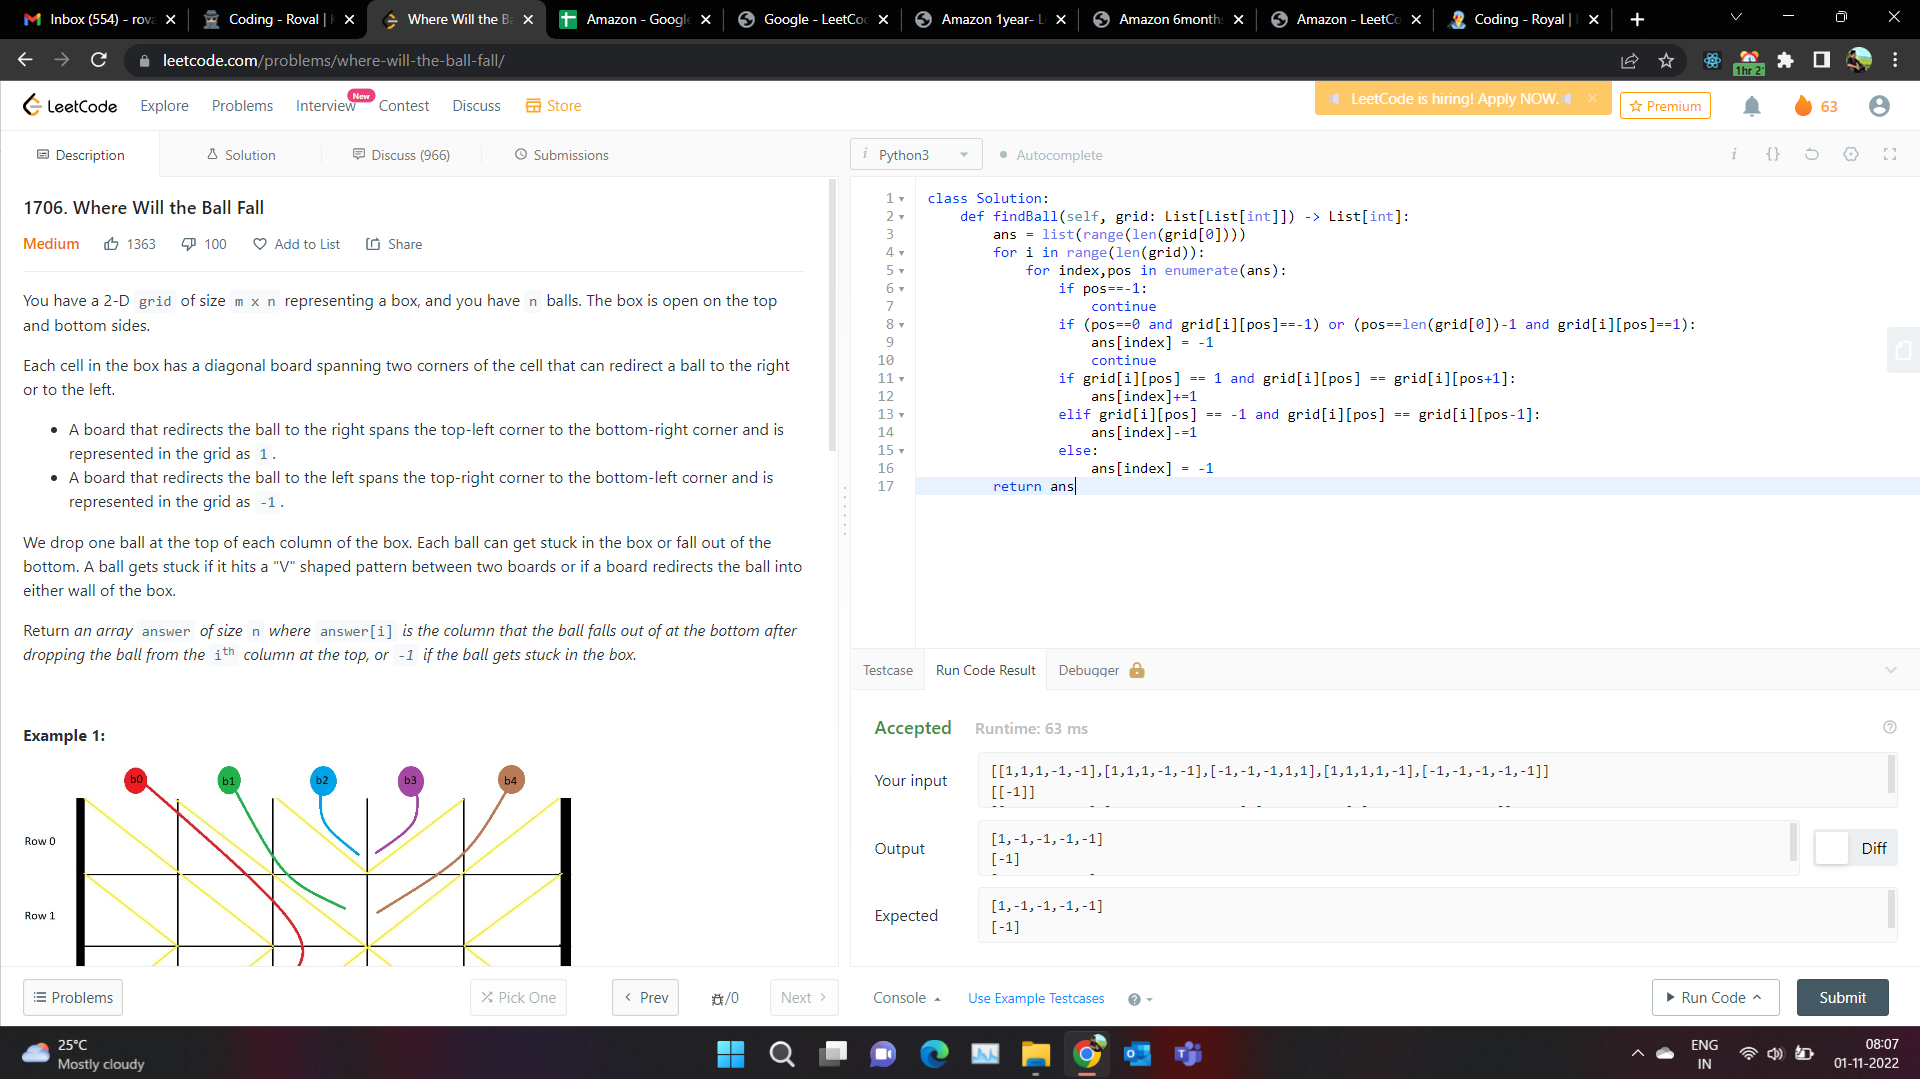 Inbox (554) - rova
Coding - Roval |
Where Will the Ba
Amazon - Google
Google - LeetCo
Amazon 1year- L
Amazon 6months
Amazon - LeetCo
Coding - Royal |
leetcode.com/problems/where-will-the-ball-fall/
1hr 2
LeetCode
Explore
Problems
Interview
New
Contest
Discuss
Store
LeetCode is hiring! Apply NOW.
Premium
63
Description
Solution
Discuss (966)
Submissions
Python3
Autocomplete
1706. Where Will the Ball Fall
Medium
1363
100
Add to List
Share
You have a 2-D grid of size m x n representing a box, and you have n balls. The box is open on the top
and bottom sides.
Each cell in the box has a diagonal board spanning two corners of the cell that can redirect a ball to the right
or to the left.
• A board that redirects the ball to the right spans the top-left corner to the bottom-right corner and is
represented in the grid as 1.
• A board that redirects the ball to the left spans the top-right corner to the bottom-left corner and is
represented in the grid as -1.
We drop one ball at the top of each column of the box. Each ball can get stuck in the box or fall out of the
bottom. A ball gets stuck if it hits a "V" shaped pattern between two boards or if a board redirects the ball into
either wall of the box.
Return an array answer of size n where answer[i] is the column that the ball falls out of at the bottom after
dropping the ball from the ith column at the top, or -1 if the ball gets stuck in the box.
Example 1:
b0
b1
b2
b3
b4
Row 0
Row 1
1 class Solution:
2 def findBall(self, grid: List[List[int]]) -> List[int]:
3 ans = list(range(len(grid[0])))
4 for i in range(len(grid)):
5 for index,pos in enumerate(ans):
6 if pos==-1:
7 continue
8 if (pos==0 and grid[i][pos]==-1) or (pos==len(grid[0])-1 and grid[i][pos]==1):
9 ans[index] = -1
10 continue
11 if grid[i][pos] == 1 and grid[i][pos] == grid[i][pos+1]:
12 ans[index]+=1
13 elif grid[i][pos] == -1 and grid[i][pos] == grid[i][pos-1]:
14 ans[index]-=1
15 else:
16 ans[index] = -1
17 return ans
Testcase
Run Code Result
Debugger
Accepted
Runtime: 63 ms
Your input
[[1,1,1,-1,-1],[1,1,1,-1,-1],[-1,-1,-1,1,1],[1,1,1,1,-1],[-1,-1,-1,-1,-1]]
[[-1]]
Output
[1,-1,-1,-1,-1]
[-1]
Diff
Expected
[1,-1,-1,-1,-1]
[-1]
Problems
Pick One
Prev
/0
Next
Console
Use Example Testcases
Run Code
Submit
25°C
Mostly cloudy
ENG
IN
08:07
01-11-2022